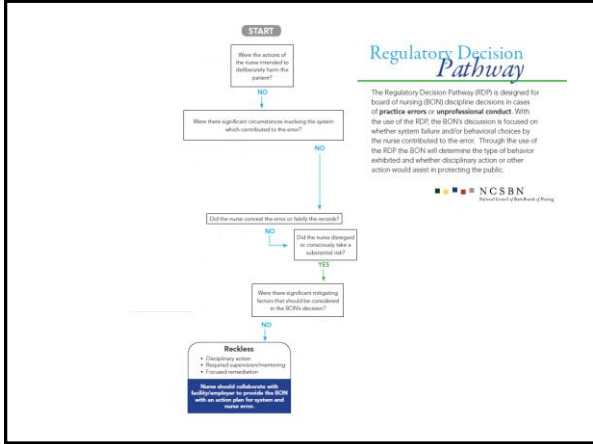 START
Were the actions of
the nurse intended to
deliberately harm the
patient?
NO
Were there significant circumstances involving the system
which contributed to the error?
NO
Did the nurse conceal the error or falsify the records?
NO
Did the nurse disregard
or consciously take a
substantial risk?
YES
Were there significant mitigating
factors that should be considered
in the BON's decision?
NO
Reckless
• Disciplinary action
• Required supervision/mentoring
• Focused remediation
Nurse should collaborate with
facility/employer to provide the BON
with an action plan for system and
nurse error.
Regulatory Decision
Pathway
The Regulatory Decision Pathway (RDP) is designed for
board of nursing (BON) discipline decisions in cases
of practice errors or unprofessional conduct. With
the use of the RDP, the BON's discussion is focused on
whether system failure and/or behavioral choices by
the nurse contributed to the error. Through the use of
the RDP the BON will determine the type of behavior
exhibited and whether disciplinary action or other
action would assist in protecting the public.
NCSBN
National Council of State Boards of Nursing